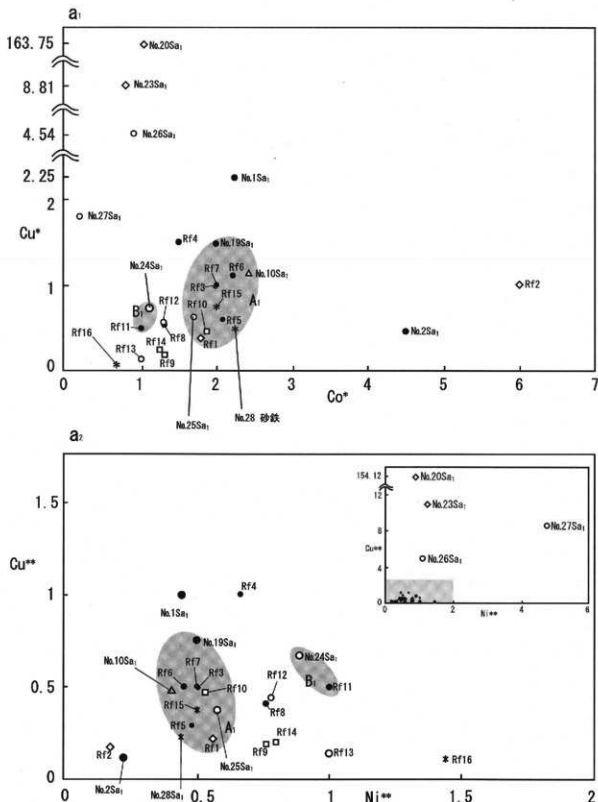 a₁
163.75
No.20Sa₁
8.81
No.23Sa₁
4.54
No.26Sa₁
2.25
No.1Sa₁
2
No.27Sa₁
Cu*
Rf4
No.19Sa₁
Rf7
Rf6
No.10Sa₁
No.24Sa₁
Rf3
Rf15
A₁
Rf2
1
B₁
Rf12
Rf10
Rf11
Rf5
No.2Sa₁
Rf16
Rf14
Rf8
Rf1
Rf13
Rf9
0
0
1
2
3
4
5
6
7
Co*
No.25Sa₁
No.28 砂鉄
a₂
154.12
No.20Sa₁
12
No.23Sa₁
No.27Sa₁
Cu**
8
No.26Sa₁
4
0
0
2
4
6
Ni**
1.5
Cu**
1
Rf4
No.1Sa₁
No.19Sa₁
No.24Sa₁
No.10Sa₁
Rf7
Rf6
Rf3
Rf10
Rf12
B₁
Rf11
0.5
Rf15
Rf8
Rf5
A₁
Rf14
Rf2
Rf1
Rf9
Rf13
Rf16
0
No.2Sa₁
No.28Sa₁
0.5
No.25Sa₁
1
1.5
2
Ni**